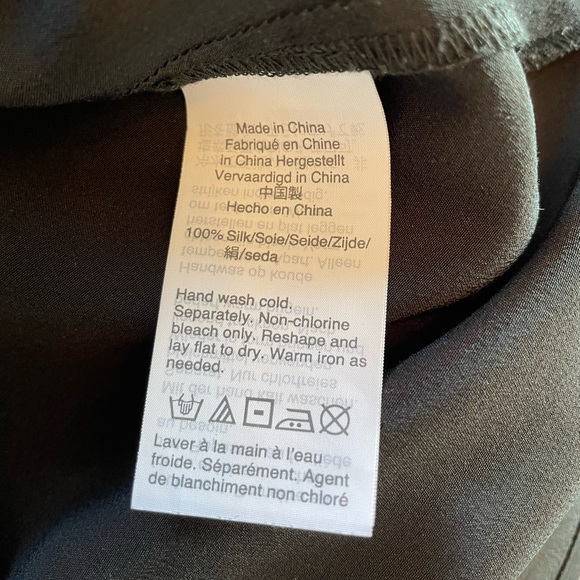 Made in China
Fabriqué en Chine
in China Hergestellt
Vervaardigd in China
中国製
Hecho en China
100% Silk/Soie/Seide/Zijde/
絹/seda
Hand wash cold.
Separately. Non-chlorine
bleach only. Reshape and
lay flat to dry. Warm iron as
needed.
Laver à la main à l'eau
froide. Séparément. Agent
de blanchiment non chloré